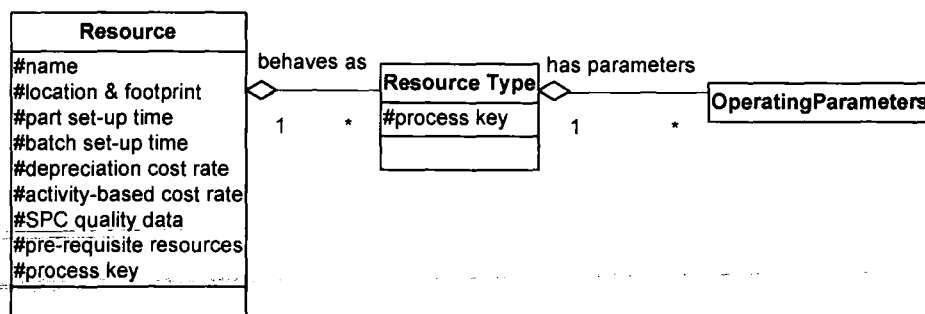 Resource
#name
#location & footprint
#part set-up time
#batch set-up time
#depreciation cost rate
#activity-based cost rate
#SPC quality data
#pre-requisite resources
#process key
behaves as
1 *
Resource Type
#process key
has parameters
1 *
OperatingParameters